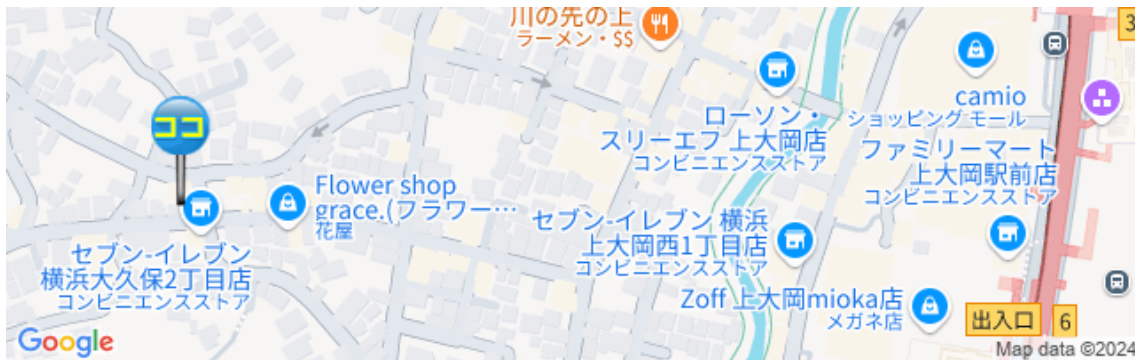 川の先の上
ラーメン・$$
3
camio
ショッピング モール
ローソン・
スリーエフ 上大岡店
コンビニエンスストア
ココ
ファミリーマート
上大岡駅前店
コンビニエンスストア
Flower shop
grace.(フラワー…
花屋
セブン-イレブン 横浜
上大岡西1丁目店
コンビニエンスストア
セブン-イレブン
横浜大久保2丁目店
コンビニエンスストア
Zoff 上大岡mioka店
メガネ店
出入口
6
Google
Map data ©2024